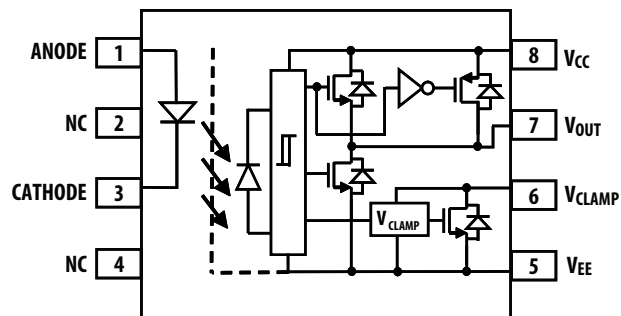 ANODE 1
8 VCC
NC 2
7 VOUT
CATHODE 3
6 VCLAMP
VCLAMP
NC 4
5 VEE